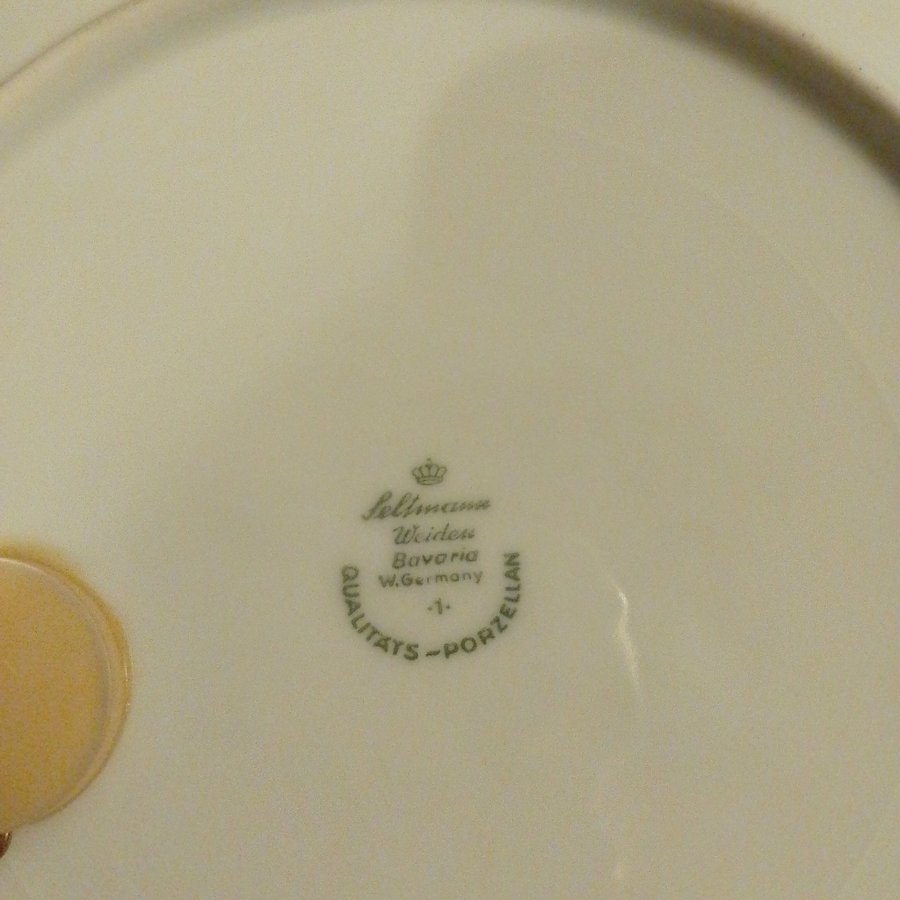 Seltmann
Weiden
Bavaria
W.Germany
·1·
QUALITÄTS-PORZELLAN